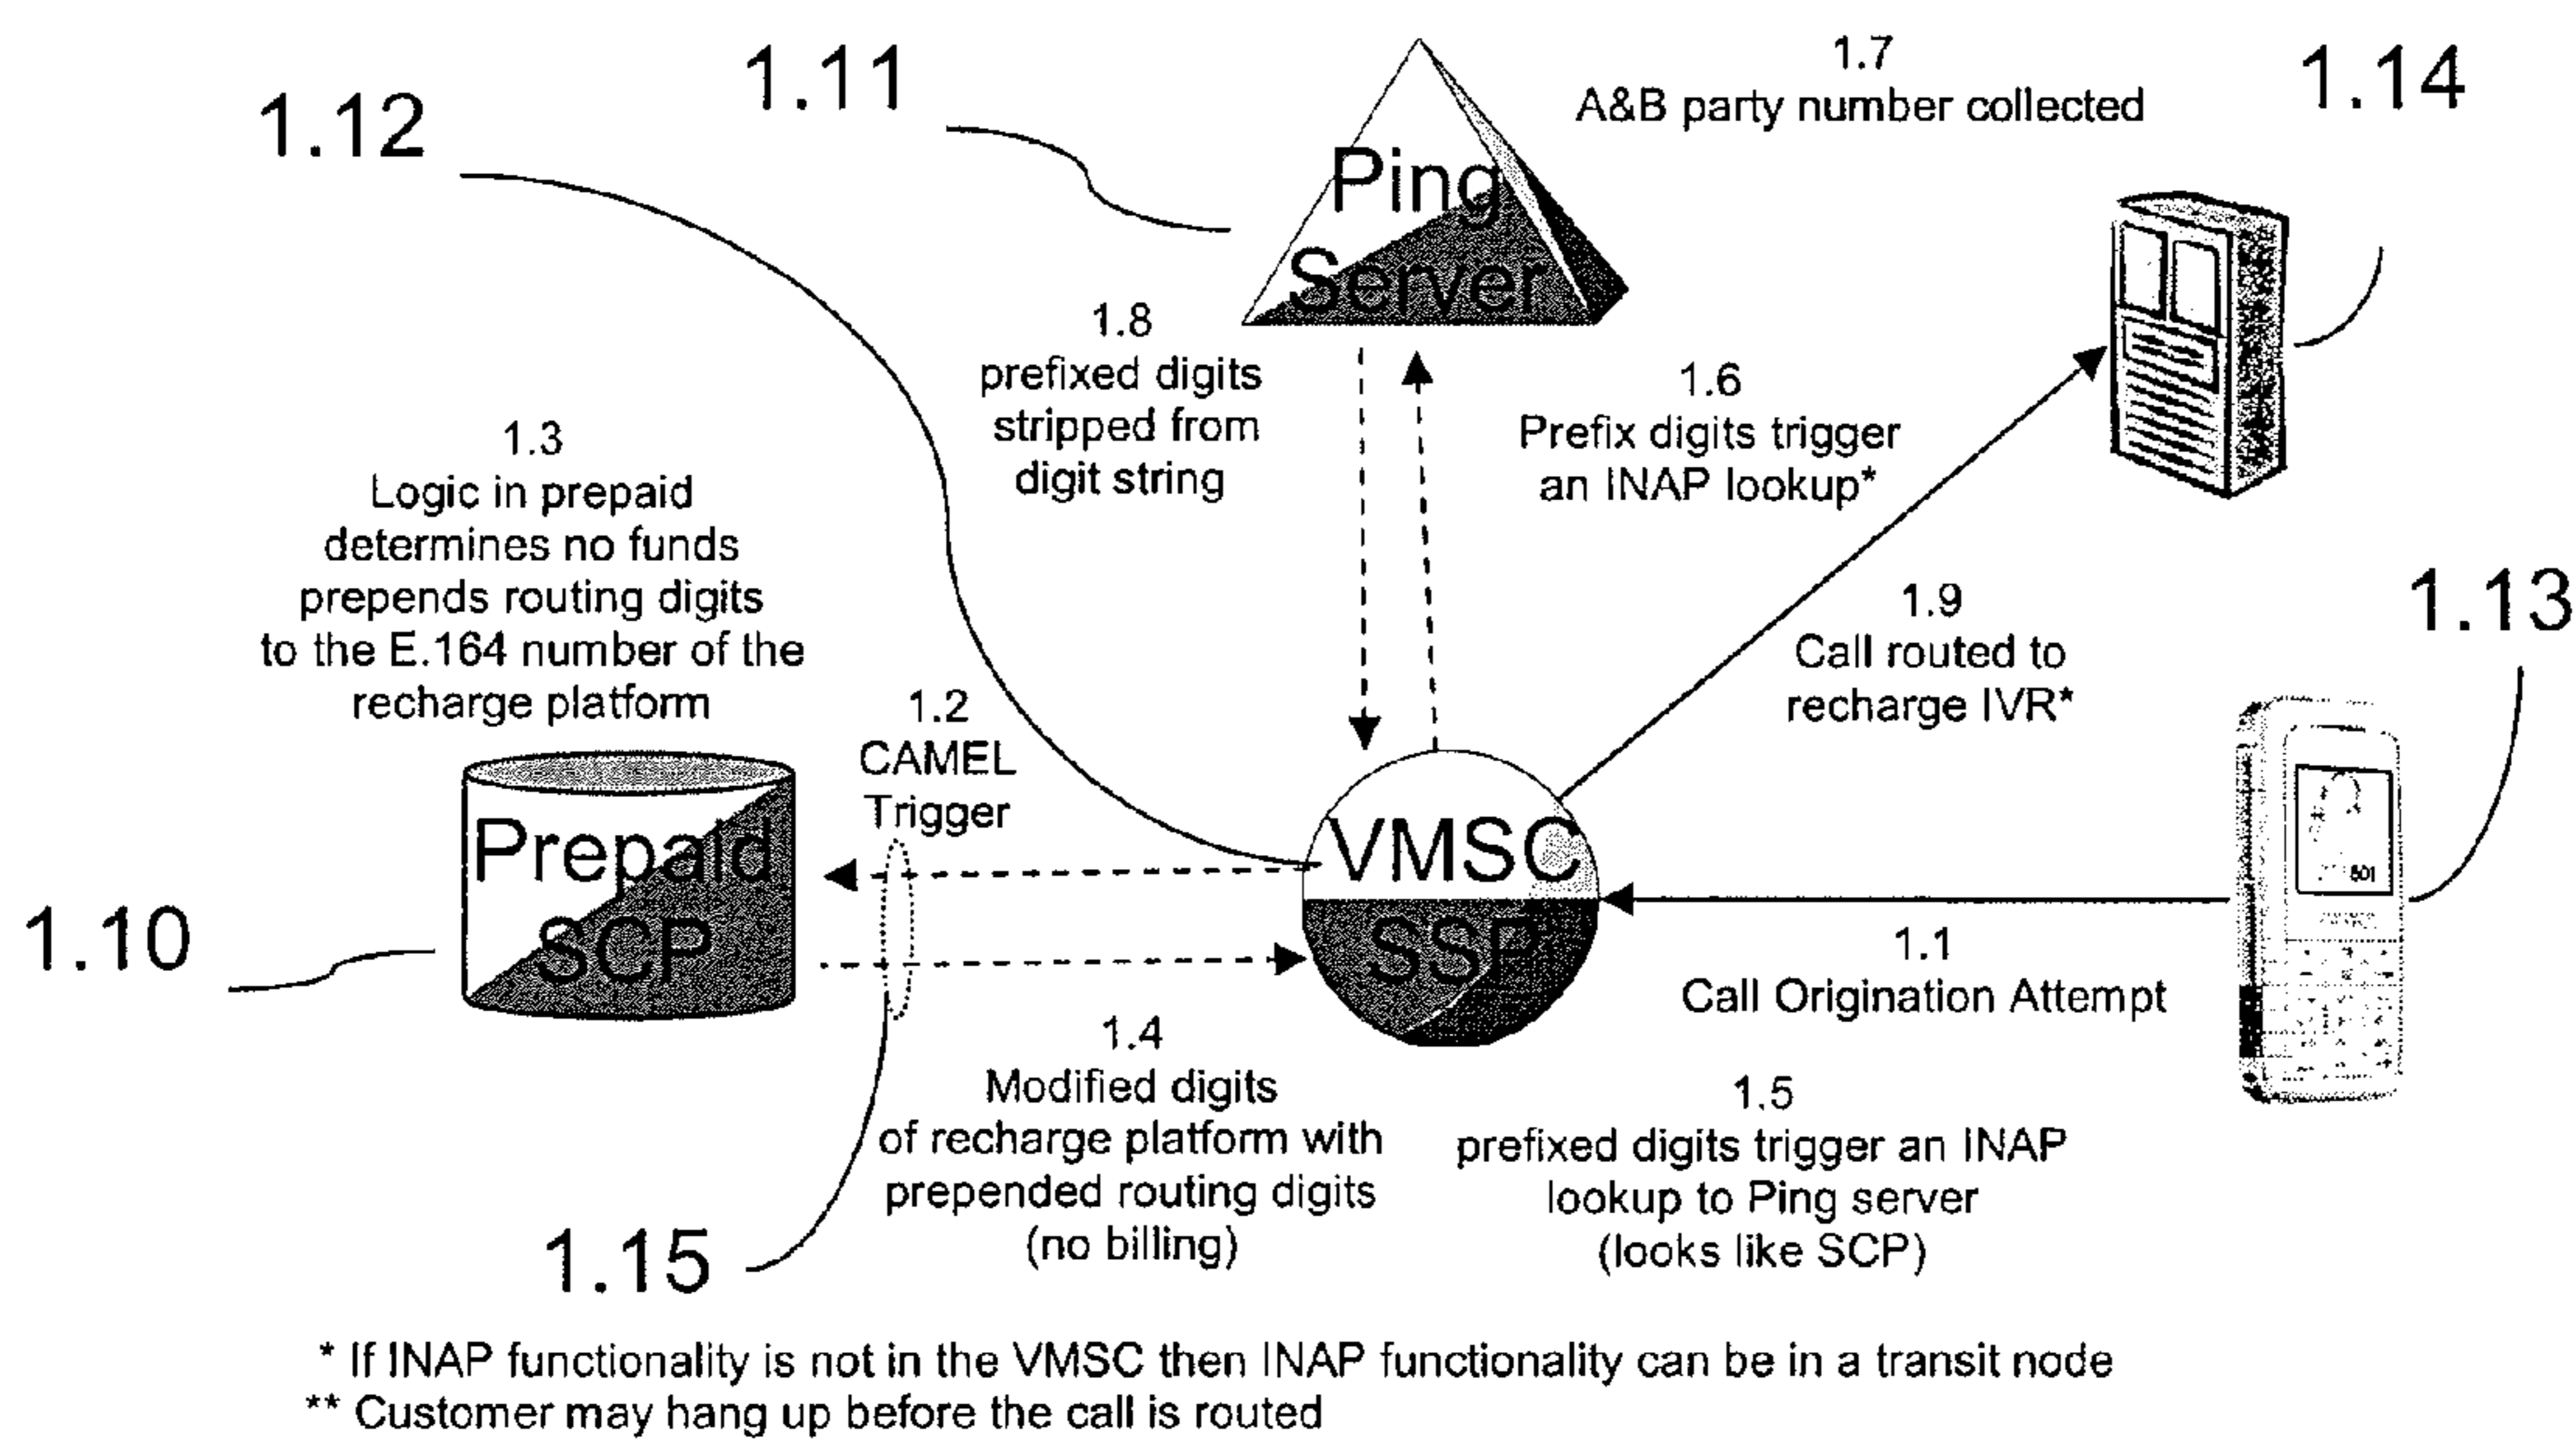 1.11
1.7
A&B party number collected
1.14
1.12
Ping
Server
1.8
prefixed digits
stripped from
digit string
1.6
Prefix digits trigger
an INAP lookup*
1.3
Logic in prepaid
determines no funds
prepends routing digits
to the E.164 number of the
recharge platform
1.9
Call routed to
recharge IVR*
1.13
1.2
CAMEL
Trigger
Prepaid
SCP
VMSC
SSP
601
1.10
1.1
Call Origination Attempt
1.4
Modified digits
of recharge platform with
prepended routing digits
(no billing)
1.5
prefixed digits trigger an INAP
lookup to Ping server
(looks like SCP)
1.15
* If INAP functionality is not in the VMSC then INAP functionality can be in a transit node
** Customer may hang up before the call is routed